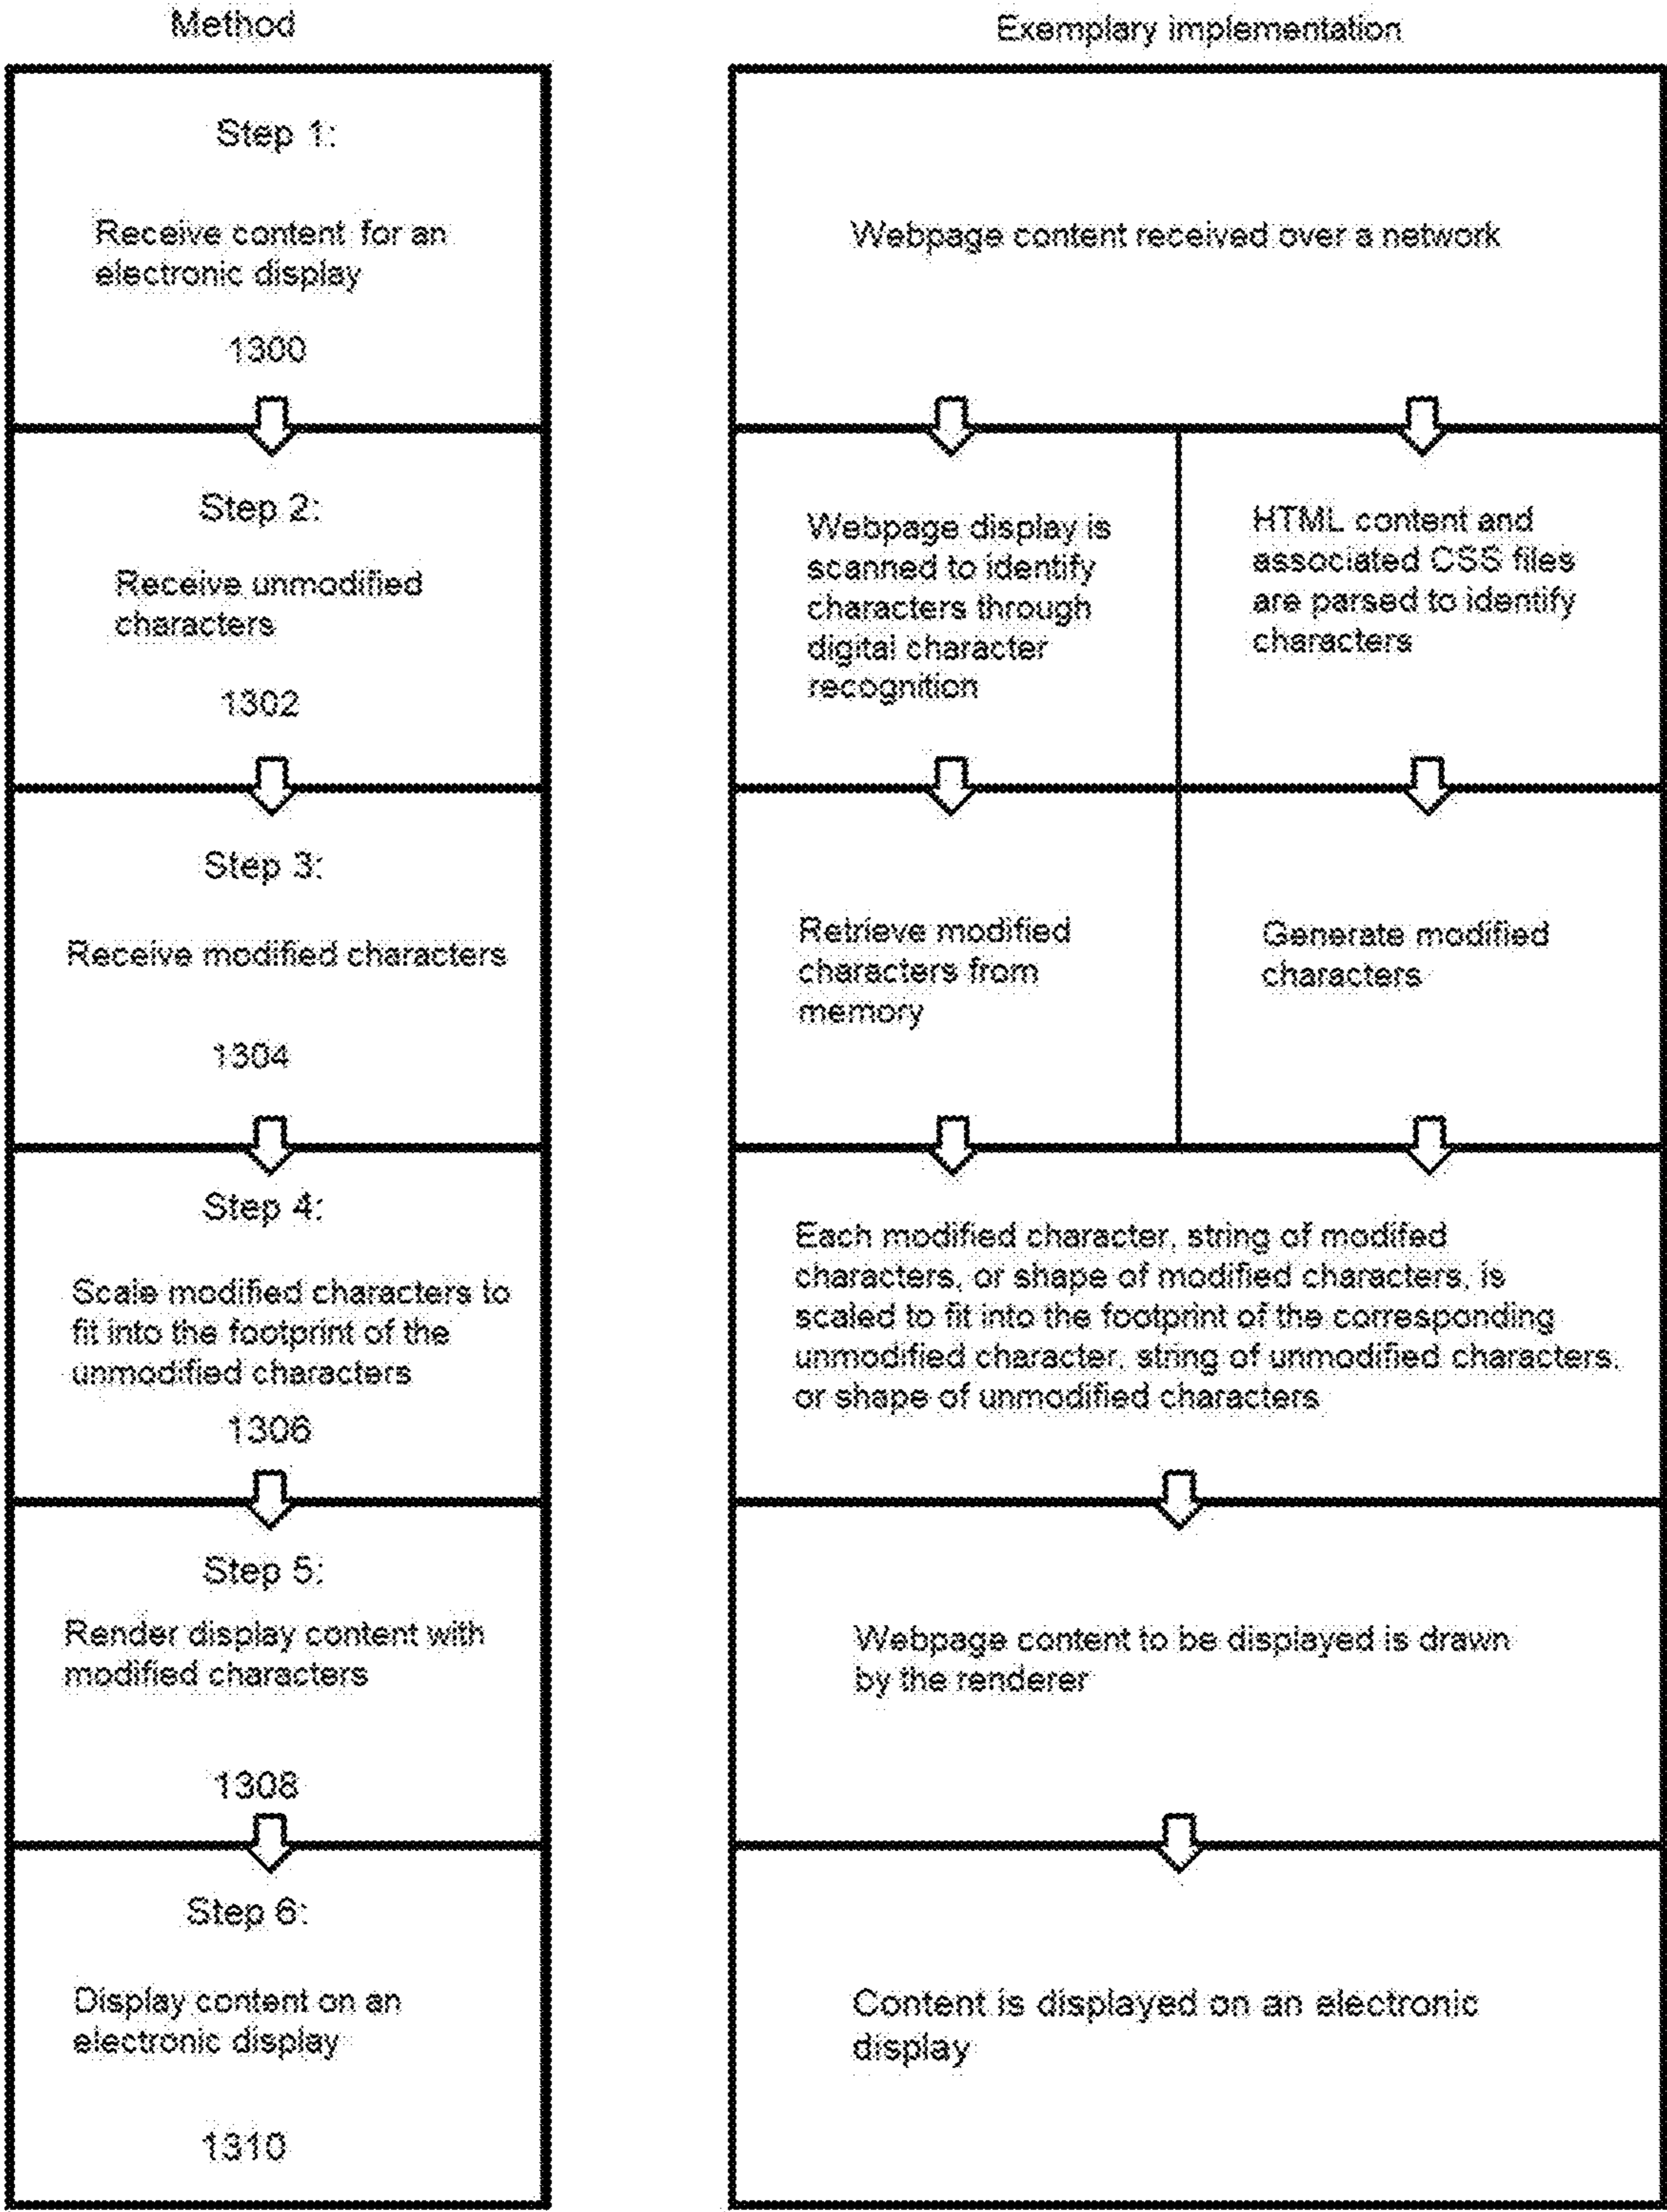 Method
Step 1:
Receive content for an
electronic display
1300
Step 2:
Receive unmodified
characters
1302
Step 3:
Receive modified characters
1304
Step 4:
Scale modified characters to
fit into the footprint of the
unmodified characters
1306
Step 5:
Render display content with
modified characters
1308
Step 6:
Display content on an
electronic display
1310
Exemplary implementation
Webpage content received over a network
Webpage display is
scanned to identify
characters through
digital character
recognition
HTML content and
associated CSS files
are parsed to identify
characters
Retrieve modified
characters from
memory
Generate modified
characters
Each modified character, string of modifed
characters, or shape of modified characters, is
scaled to fit into the footprint of the corresponding
unmodified character, string of unmodified characters,
or shape of unmodified characters
Webpage content to be displayed is drawn
by the renderer
Content is displayed on an electronic
display